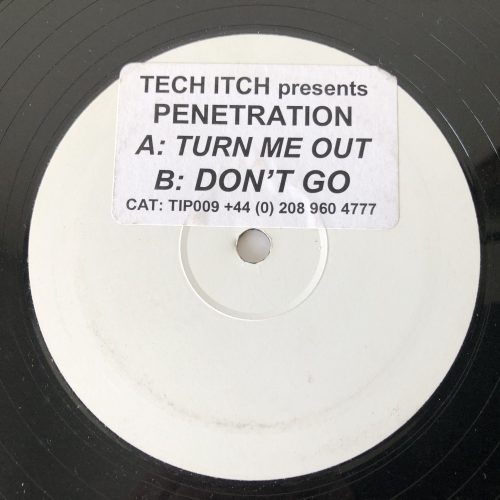 TECH ITCH presents
PENETRATION
A: TURN ME OUT
B: DON'T GO
CAT: TIP009 +44 (0) 208 960 4777